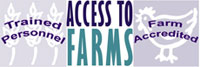 Trained
Personnel
ACCESS TO
FARMS
Farm
Accredited